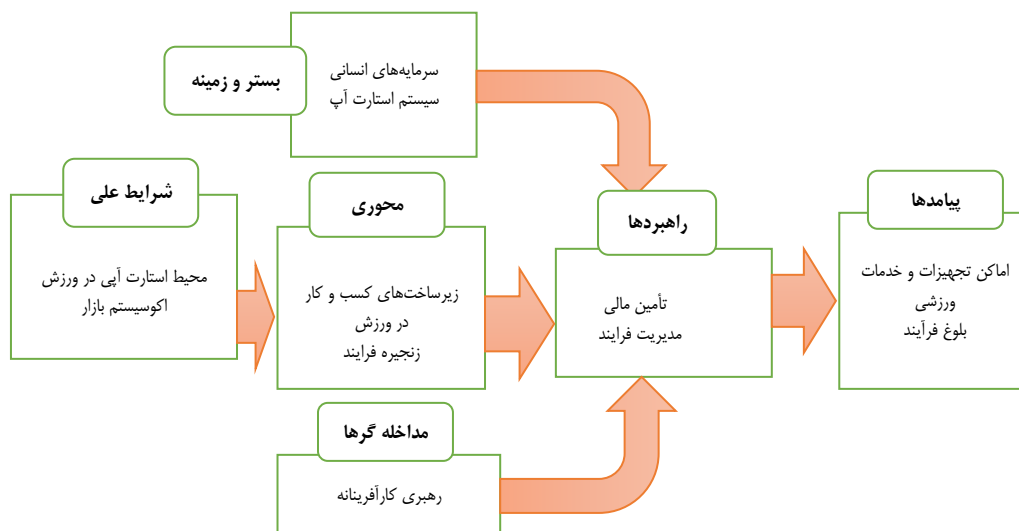 بستر و زمینه
سرمایه‌های انسانی
سیستم استارت آپ
شرایط علی
محیط استارت آپی در ورزش
اکوسیستم بازار
محوری
زیرساخت‌های کسب و کار
در ورزش
زنجیره فرایند
راهبردها
تأمین مالی
مدیریت فرایند
پیامدها
اماکن تجهیزات و خدمات
ورزشی
بلوغ فرآیند
مداخله گرها
رهبری کارآفرینانه